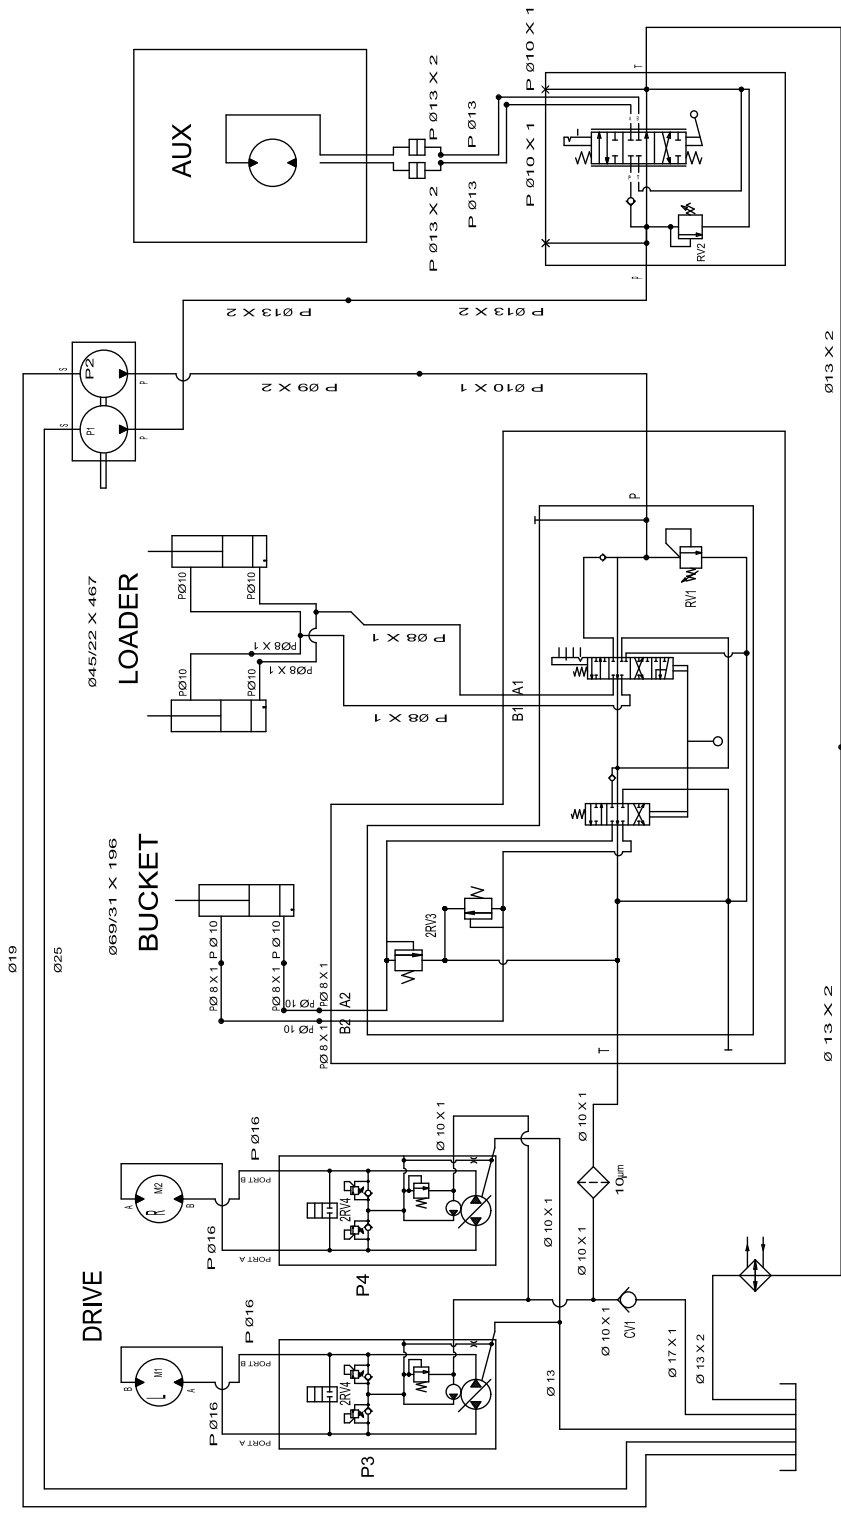 AUX
P Ø13 X 2
P Ø13
P Ø10 X 1
P Ø13 X 2
P Ø13
P Ø10 X 1
T
A
B
P
T
RV2
P
P Ø13 X 2
P Ø13 X 2
Ø13 X 2
S
P2
P
P Ø9 X 2
P Ø10 X 1
S
P1
P
P
RV1
Ø45/22 X 467
LOADER
PØ10
PØ10
PØ10
PØ10
PØ8 X 1
PØ8 X 1
P Ø8 X 1
P Ø8 X 1
A1
B1
Ø69/31 X 196
BUCKET
P Ø 10
P Ø 10
PØ 8 X 1
PØ 8 X 1
PØ 10
PØ 10
PØ 8 X 1
PØ 8 X 1
A2
B2
2RV3
T
Ø19
Ø25
Ø 13 X 2
DRIVE
A
M2
R
B
P Ø16
P Ø16
PORT B
PORT A
2RV4
P4
Ø 10 X 1
Ø 10 X 1
Ø 10 X 1
10µm
Ø 10 X 1
B
M1
L
A
P Ø16
P Ø16
PORT B
PORT A
2RV4
P3
Ø 10 X 1
CV1
Ø 13
Ø 17 X 1
Ø 13 X 2